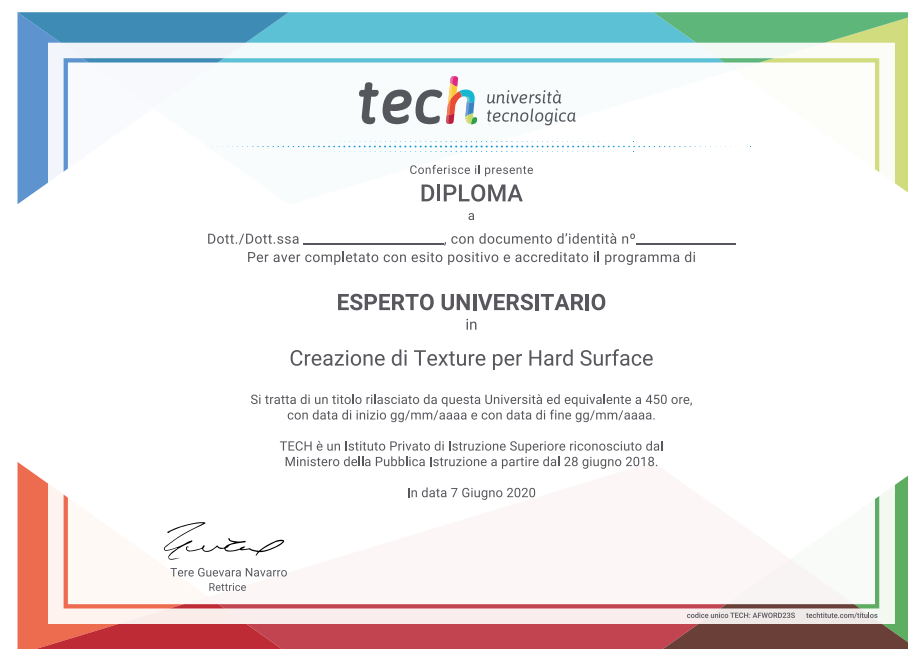 tech università
tecnologica
Conferisce il presente
DIPLOMA
a
Dott./Dott.ssa ____________________, con documento d'identità nº______________
Per aver completato con esito positivo e accreditato il programma di
ESPERTO UNIVERSITARIO
in
Creazione di Texture per Hard Surface
Si tratta di un titolo rilasciato da questa Università ed equivalente a 450 ore,
con data di inizio gg/mm/aaaa e con data di fine gg/mm/aaaa.
TECH è un Istituto Privato di Istruzione Superiore riconosciuto dal
Ministero della Pubblica Istruzione a partire dal 28 giugno 2018.
In data 7 Giugno 2020
Tere Guevara Navarro
Rettrice
codice unico TECH: AFWORD23S techtitute.com/titulos